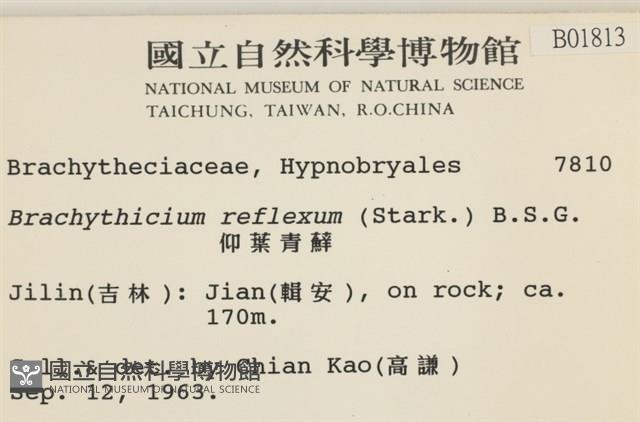 B01813
國立自然科學博物館
NATIONAL MUSEUM OF NATURAL SCIENCE
TAICHUNG, TAIWAN, R.O.CHINA
Brachytheciaceae, Hypnobryales 7810
Brachythicium reflexum (Stark.) B.S.G.
仰葉青蘚
Jilin(吉林): Jian(輯安), on rock; ca.
170m.
Coll.& det. by Chian Kao(高謙)
國立自然科學博物館
NATIONAL MUSEUM OF NATURAL SCIENCE
Sep. 12, 1963.